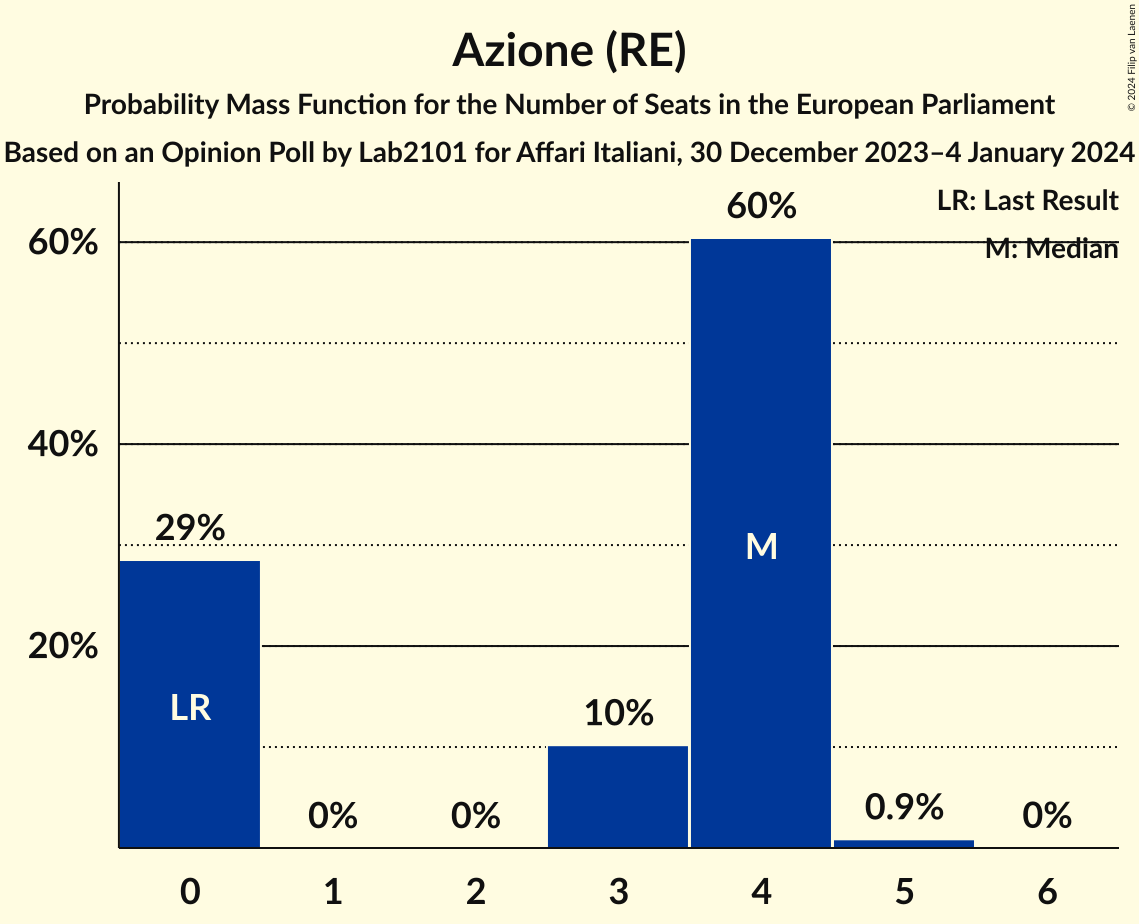 Azione (RE)
Probability Mass Function for the Number of Seats in the European Parliament
Based on an Opinion Poll by Lab2101 for Affari Italiani, 30 December 2023–4 January 2024
© 2024 Filip van Laenen
LR: Last Result
M: Median
60%
40%
20%
29%
0%
0%
10%
60%
0.9%
0%
LR
M
0 1 2 3 4 5 6